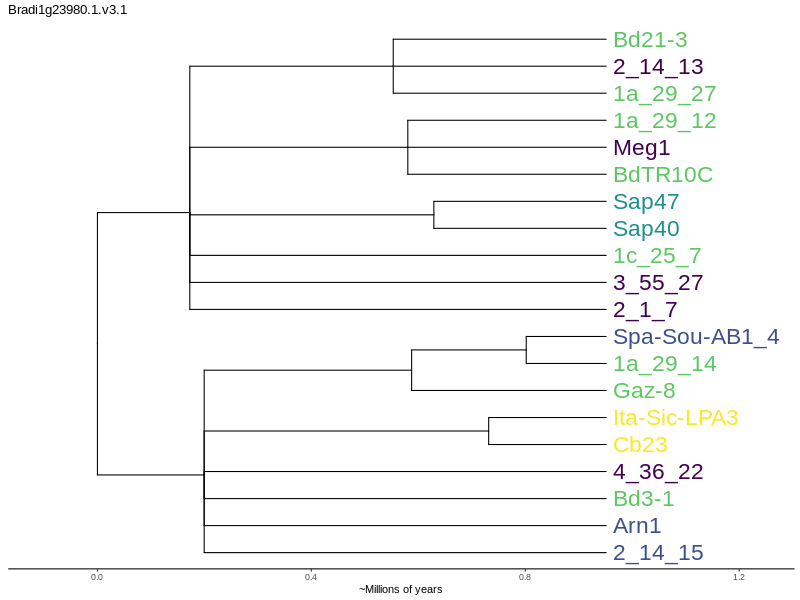 Bradi1g23980.1.v3.1
Bd21-3
2_14_13
1a_29_27
1a_29_12
Meg1
BdTR10C
Sap47
Sap40
1c_25_7
3_55_27
2_1_7
Spa-Sou-AB1_4
1a_29_14
Gaz-8
Ita-Sic-LPA3
Cb23
4_36_22
Bd3-1
Arn1
2_14_15
0.0 0.4 0.8 1.2
~Millions of years